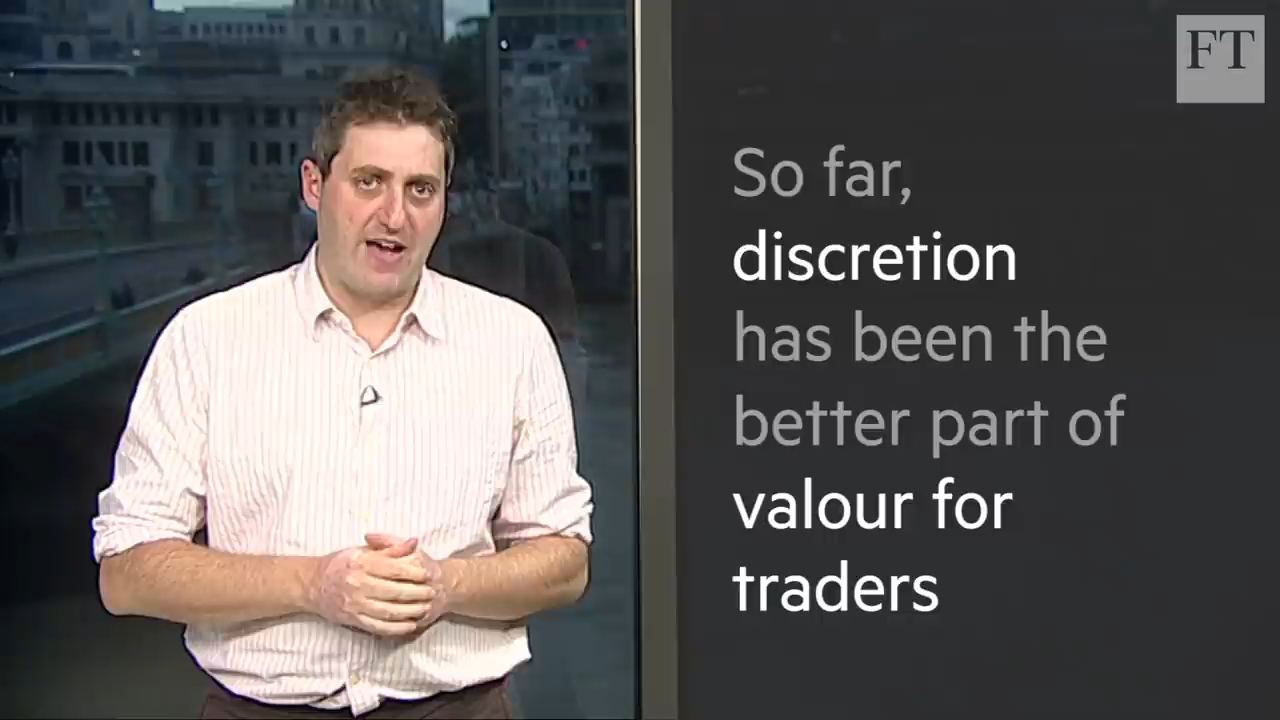 FT
So far,
discretion
has been the
better part of
valour for
traders